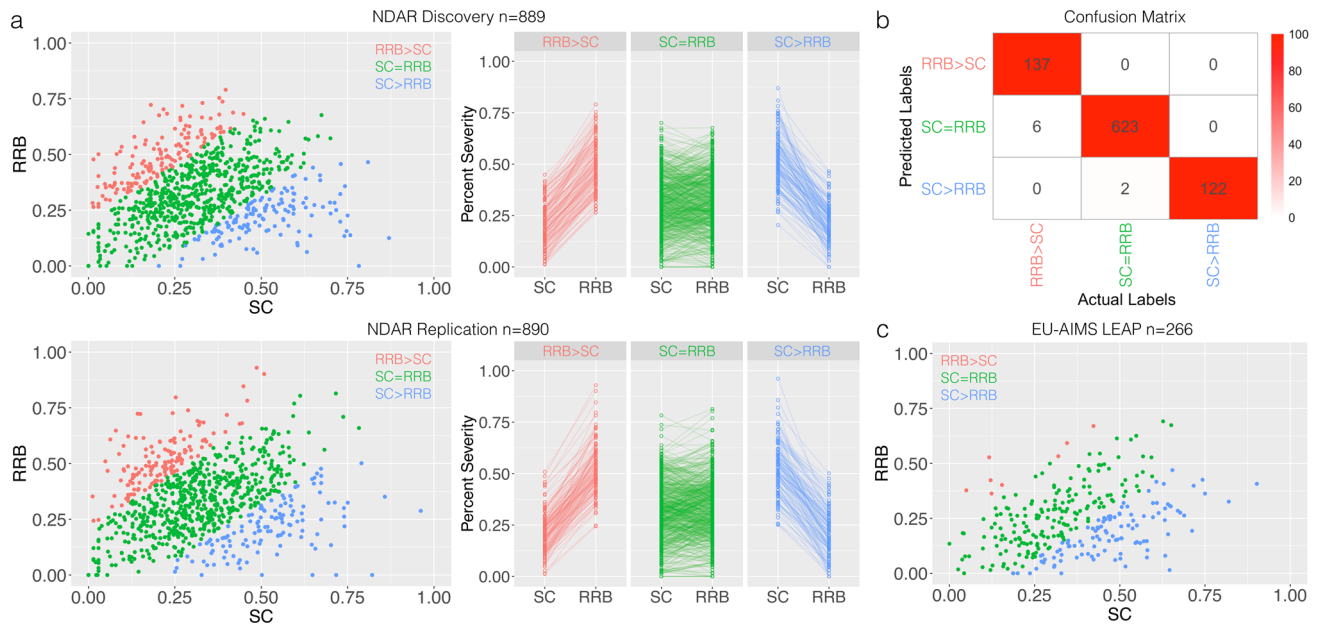 a
NDAR Discovery n=889
1.00
0.75
0.50
0.25
0.00
RRB
RRB>SC
SC=RRB
SC>RRB
0.00 0.25 0.50 0.75 1.00
SC
RRB>SC SC=RRB SC>RRB
Percent Severity
1.00
0.75
0.50
0.25
0.00
SC RRB SC RRB SC RRB
b
Confusion Matrix
Predicted Labels
RRB>SC 137 0 0
SC=RRB 6 623 0
SC>RRB 0 2 122
RRB>SC SC=RRB SC>RRB
Actual Labels
100
80
60
40
20
0
NDAR Replication n=890
1.00
0.75
0.50
0.25
0.00
RRB
RRB>SC
SC=RRB
SC>RRB
0.00 0.25 0.50 0.75 1.00
SC
RRB>SC SC=RRB SC>RRB
Percent Severity
1.00
0.75
0.50
0.25
0.00
SC RRB SC RRB SC RRB
c
EU-AIMS LEAP n=266
1.00
0.75
0.50
0.25
0.00
RRB
RRB>SC
SC=RRB
SC>RRB
0.00 0.25 0.50 0.75 1.00
SC